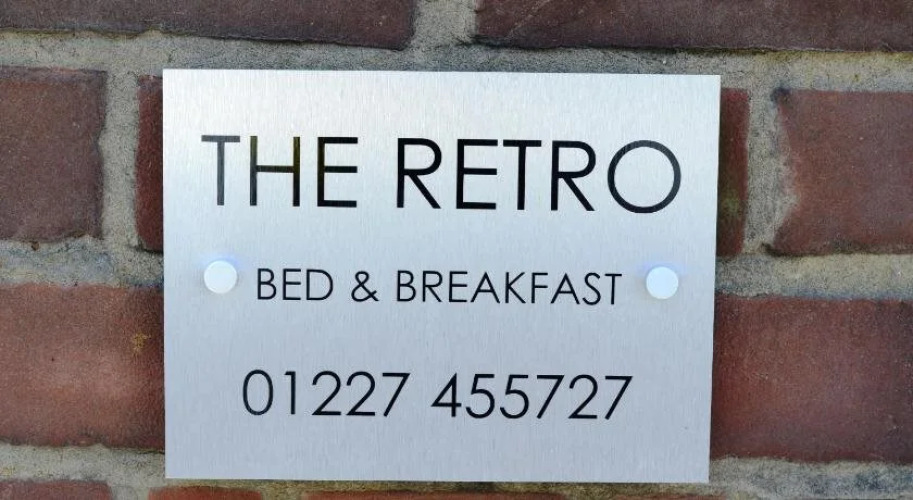 THE RETRO
BED & BREAKFAST
01227 455727